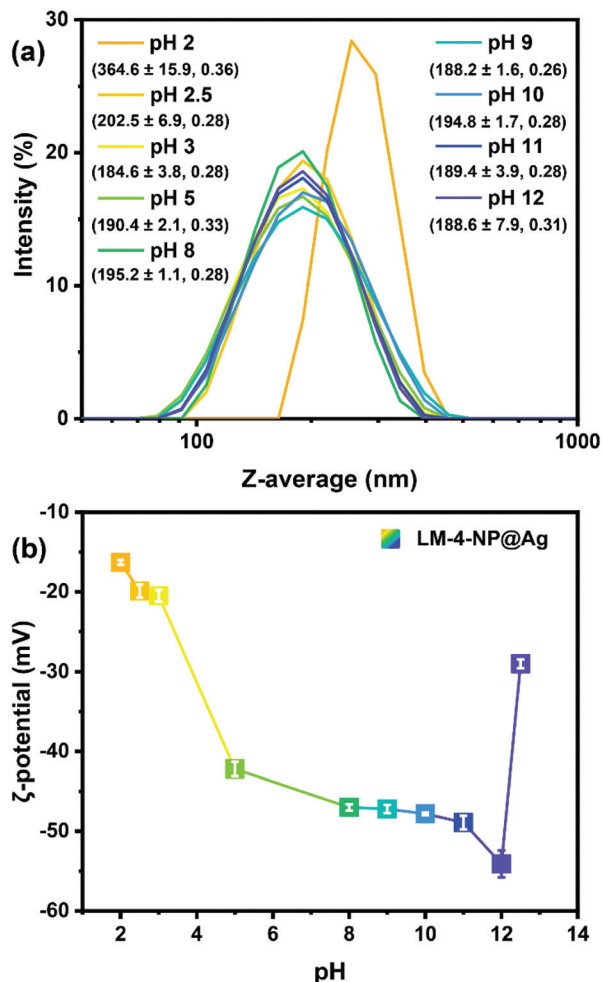 (a)
pH 2
(364.6 ± 15.9, 0.36)
pH 2.5
(202.5 ± 6.9, 0.28)
pH 3
(184.6 ± 3.8, 0.28)
pH 5
(190.4 ± 2.1, 0.33)
pH 8
(195.2 ± 1.1, 0.28)
pH 9
(188.2 ± 1.6, 0.26)
pH 10
(194.8 ± 1.7, 0.28)
pH 11
(189.4 ± 3.9, 0.28)
pH 12
(188.6 ± 7.9, 0.31)
30
20
10
0
Intensity (%)
100
1000
Z-average (nm)
(b)
LM-4-NP@Ag
-10
-20
-30
-40
-50
-60
ζ-potential (mV)
2
4
6
8
10
12
14
pH